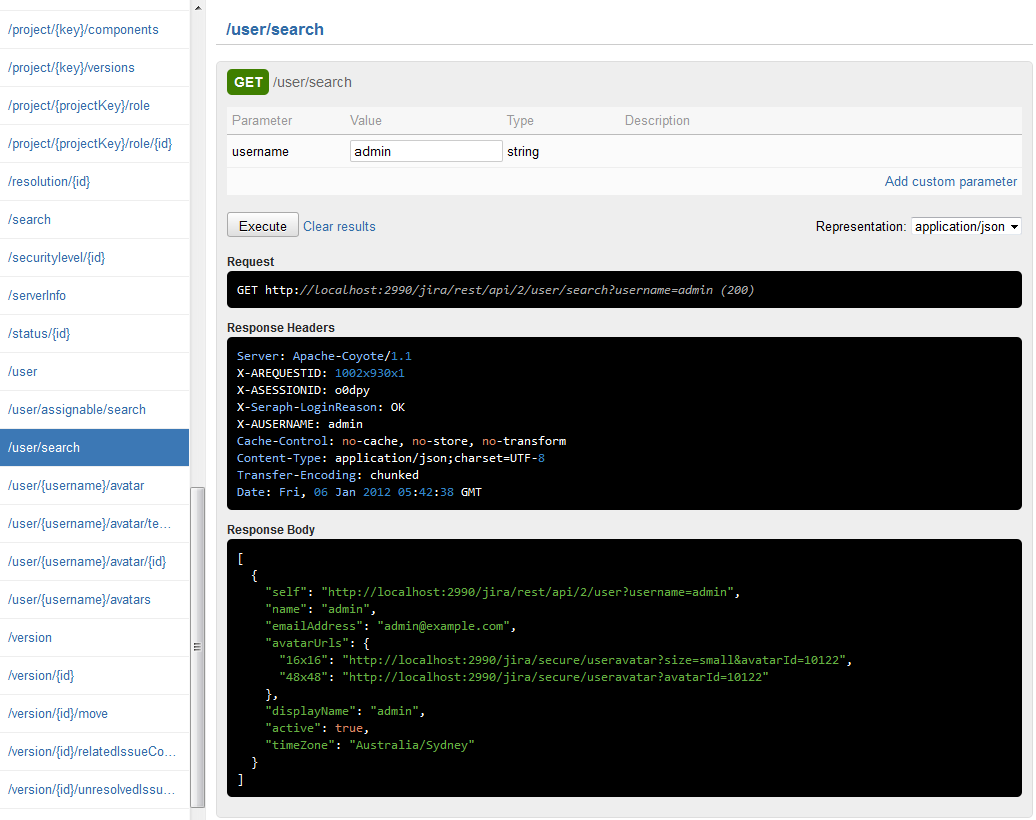 /project/{key}/components
/project/{key}/versions
/project/{projectKey}/role
/project/{projectKey}/role/{id}
/resolution/{id}
/search
/securitylevel/{id}
/serverInfo
/status/{id}
/user
/user/assignable/search
/user/search
/user/{username}/avatar
/user/{username}/avatar/te...
/user/{username}/avatar/{id}
/user/{username}/avatars
/version
/version/{id}
/version/{id}/move
/version/{id}/relatedIssueCo...
/version/{id}/unresolvedIssu...
/user/search
GET /user/search
Parameter Value Type Description
username admin string
Add custom parameter
Execute Clear results Representation: application/json
Request
GET http://localhost:2990/jira/rest/api/2/user/search?username=admin (200)
Response Headers
Server: Apache-Coyote/1.1
X-AREQUESTID: 1002x930x1
X-ASESSIONID: o0dpy
X-Seraph-LoginReason: OK
X-AUSERNAME: admin
Cache-Control: no-cache, no-store, no-transform
Content-Type: application/json;charset=UTF-8
Transfer-Encoding: chunked
Date: Fri, 06 Jan 2012 05:42:38 GMT
Response Body
[
  {
    "self": "http://localhost:2990/jira/rest/api/2/user?username=admin",
    "name": "admin",
    "emailAddress": "admin@example.com",
    "avatarUrls": {
      "16x16": "http://localhost:2990/jira/secure/useravatar?size=small&avatarId=10122",
      "48x48": "http://localhost:2990/jira/secure/useravatar?avatarId=10122"
    },
    "displayName": "admin",
    "active": true,
    "timeZone": "Australia/Sydney"
  }
]